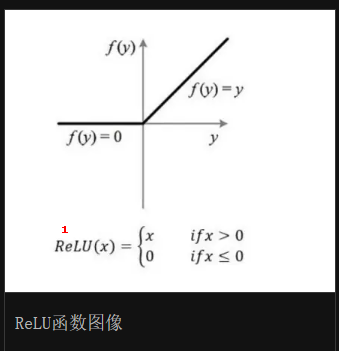 f(y)
f(y)=y
f(y)=0
y
1
ReLU(x) = {x if x > 0
0 if x ≤ 0
ReLU函数图像